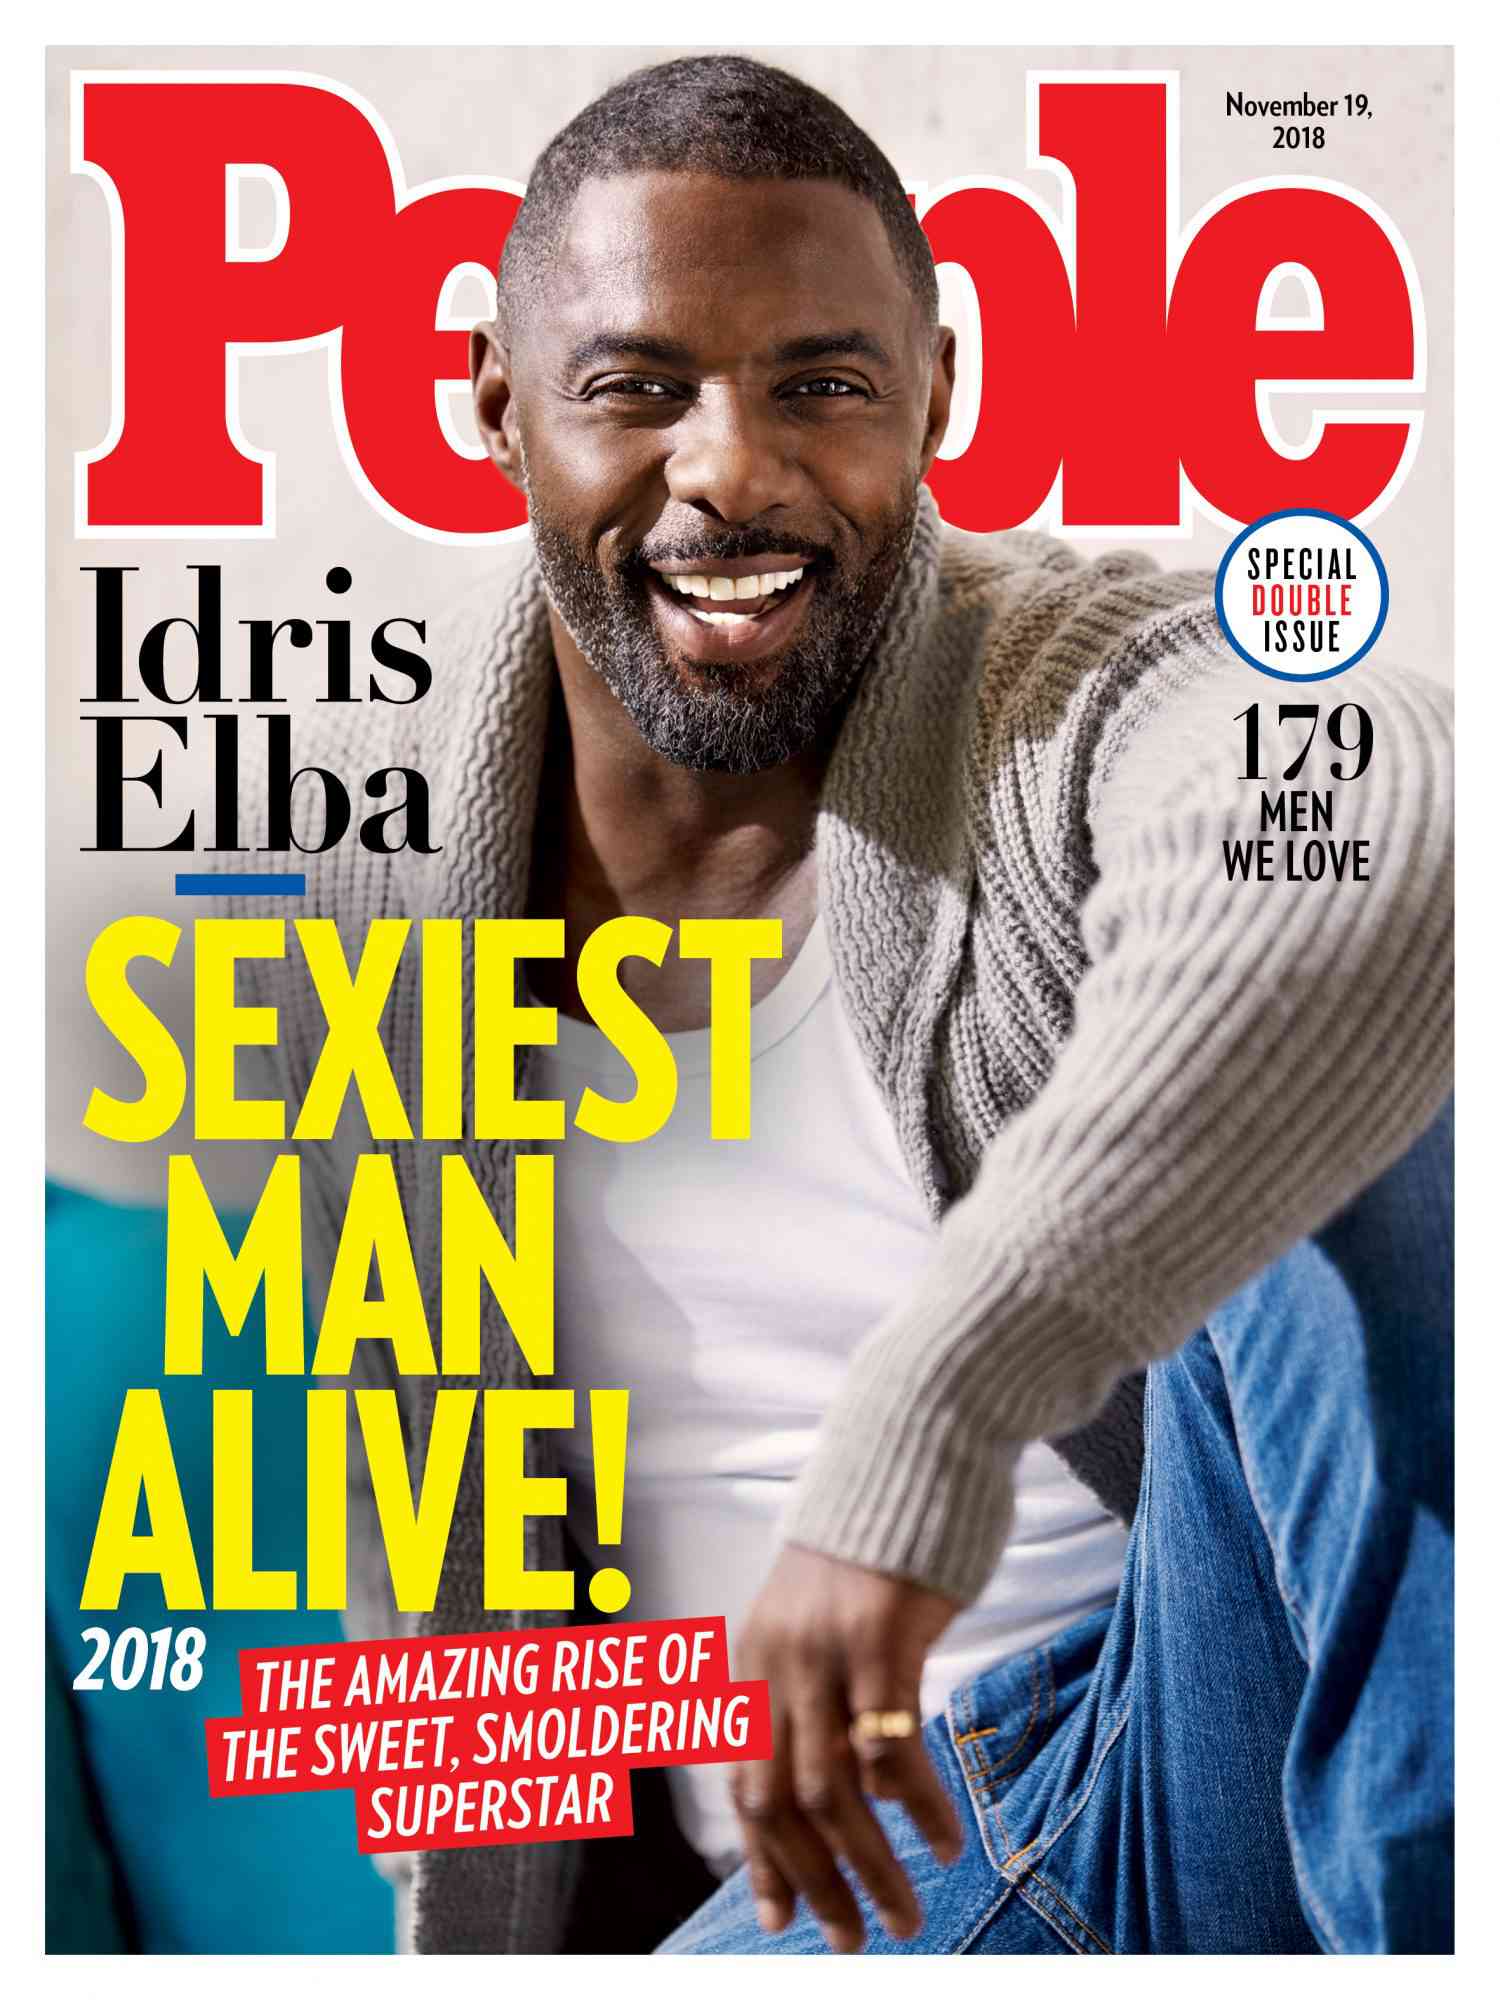 People
November 19,
2018
Idris
Elba
SPECIAL
DOUBLE
ISSUE
179
MEN
WE LOVE
SEXIEST
MAN
ALIVE!
2018
THE AMAZING RISE OF
THE SWEET, SMOLDERING
SUPERSTAR